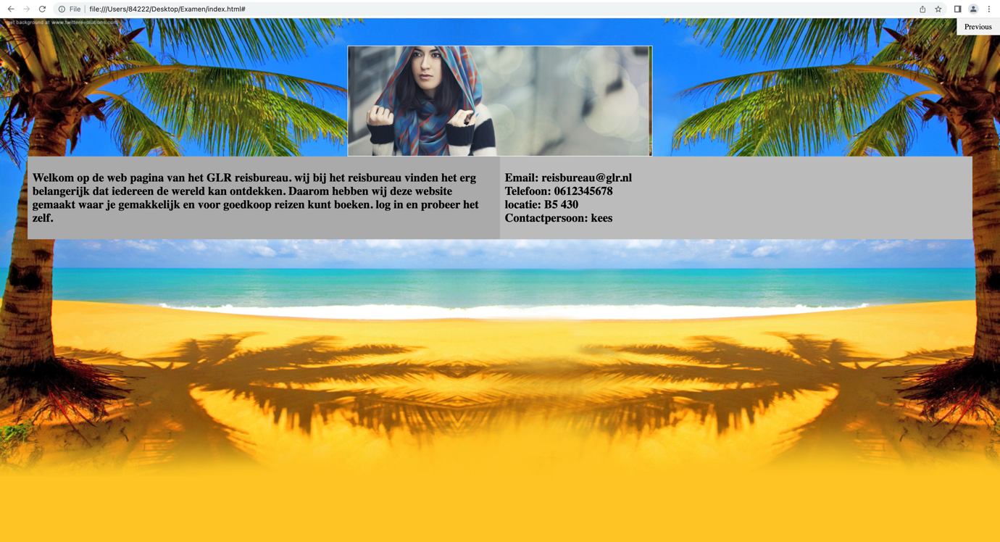 File
file:///Users/84222/Desktop/Examen/index.html#
get background at www.twitterevolutions.com
Previous
Welkom op de web pagina van het GLR reisbureau. wij bij het reisbureau vinden het erg
belangerijk dat iedereen de wereld kan ontdekken. Daarom hebben wij deze website
gemaakt waar je gemakkelijk en voor goedkoop reizen kunt boeken. log in en probeer het
zelf.
Email: reisbureau@glr.nl
Telefoon: 0612345678
locatie: B5 430
Contactpersoon: kees